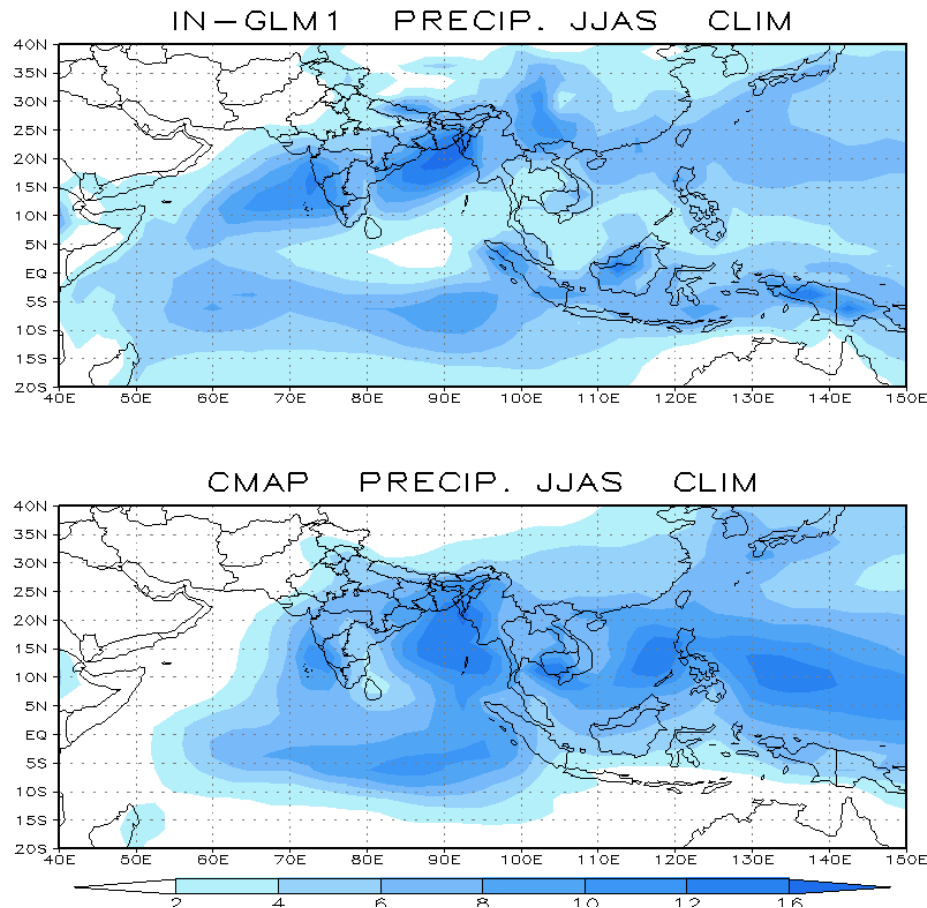 IN-GLM1 PRECIP. JJAS CLIM
40N
35N
30N
25N
20N
15N
10N
5N
EQ
5S
10S
15S
20S
40E 50E 60E 70E 80E 90E 100E 110E 120E 130E 140E 150E
CMAP PRECIP. JJAS CLIM
40N
35N
30N
25N
20N
15N
10N
5N
EQ
5S
10S
15S
20S
40E 50E 60E 70E 80E 90E 100E 110E 120E 130E 140E 150E
2 4 6 8 10 12 16